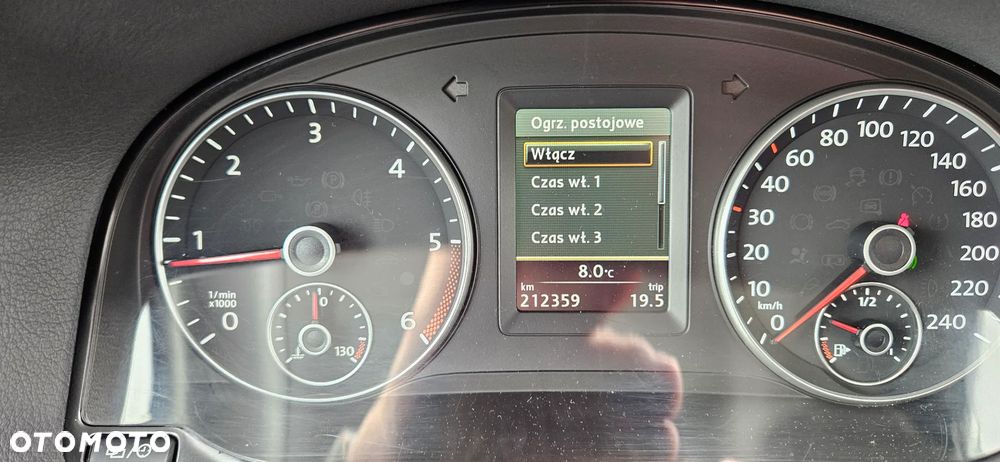 Ogrz. postojowe
Włącz
Czas wł. 1
Czas wł. 2
Czas wł. 3
8.0°C
km trip
212359 19.5
0 1 2 3 4 5 6
1/min
x1000
0 130
0 10 20 30 40 60 80 100 120 140 160 180 200 220 240
km/h
1/2
OTOMOTO